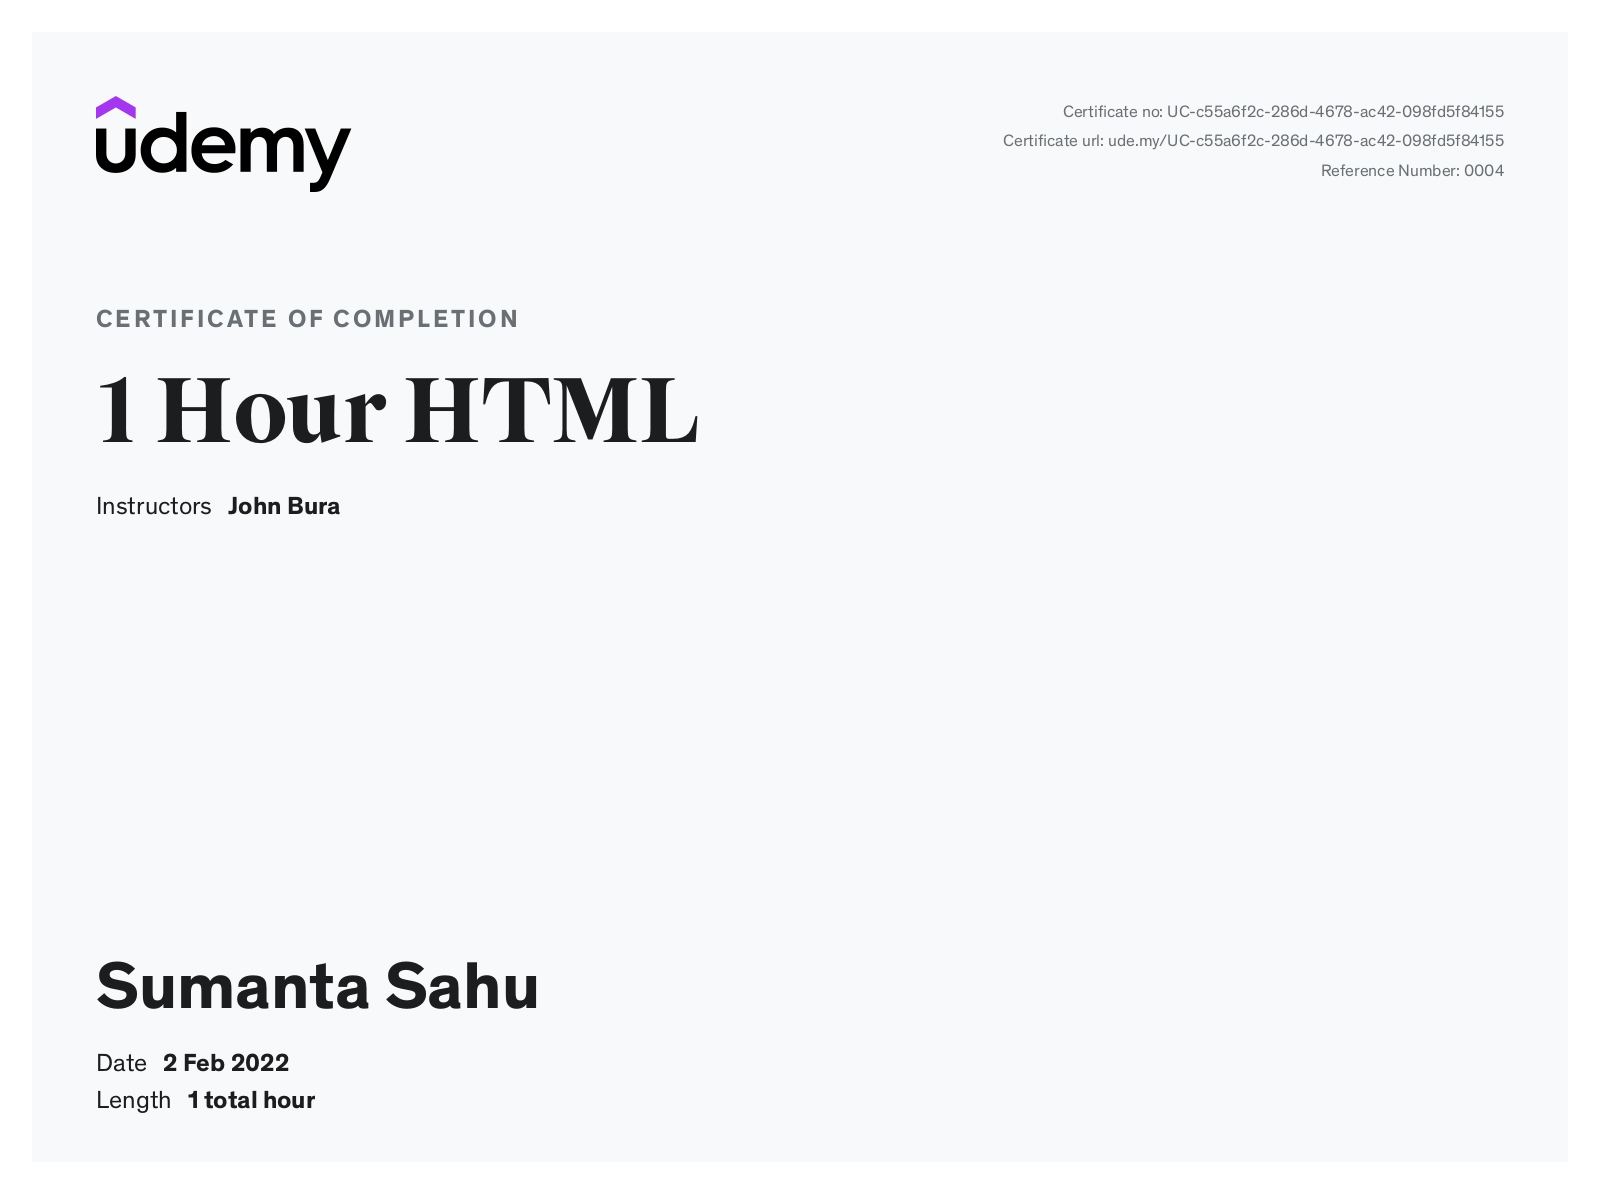 udemy
Certificate no: UC-c55a6f2c-286d-4678-ac42-098fd5f84155
Certificate url: ude.my/UC-c55a6f2c-286d-4678-ac42-098fd5f84155
Reference Number: 0004
CERTIFICATE OF COMPLETION
1 Hour HTML
Instructors John Bura
Sumanta Sahu
Date 2 Feb 2022
Length 1 total hour